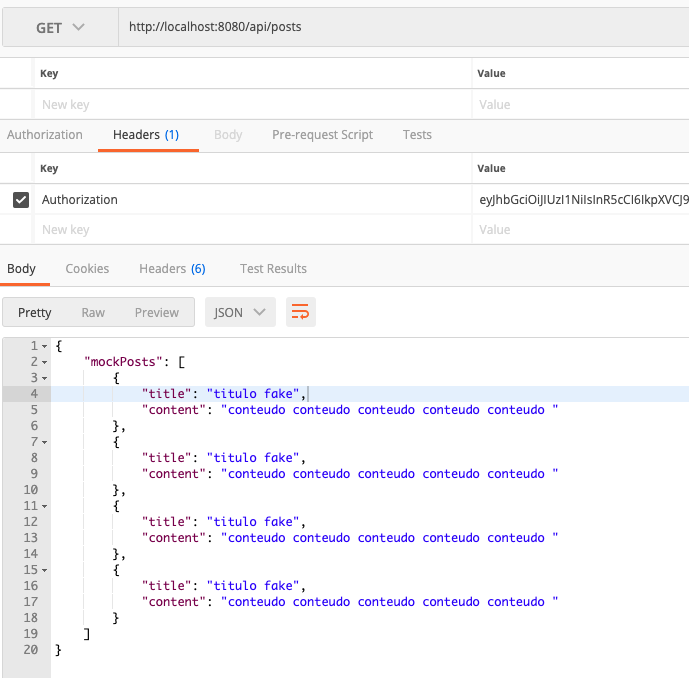 GET http://localhost:8080/api/posts
Key Value
New key Value
Authorization Headers (1) Body Pre-request Script Tests
Key Value
Authorization eyJhbGciOiJIUzI1NiIsInR5cCI6IkpXVCJ9
New key Value
Body Cookies Headers (6) Test Results
Pretty Raw Preview JSON
1 {
2 "mockPosts": [
3 {
4 "title": "titulo fake",
5 "content": "conteudo conteudo conteudo conteudo conteudo "
6 },
7 {
8 "title": "titulo fake",
9 "content": "conteudo conteudo conteudo conteudo conteudo "
10 },
11 {
12 "title": "titulo fake",
13 "content": "conteudo conteudo conteudo conteudo conteudo "
14 },
15 {
16 "title": "titulo fake",
17 "content": "conteudo conteudo conteudo conteudo conteudo "
18 }
19 ]
20 }